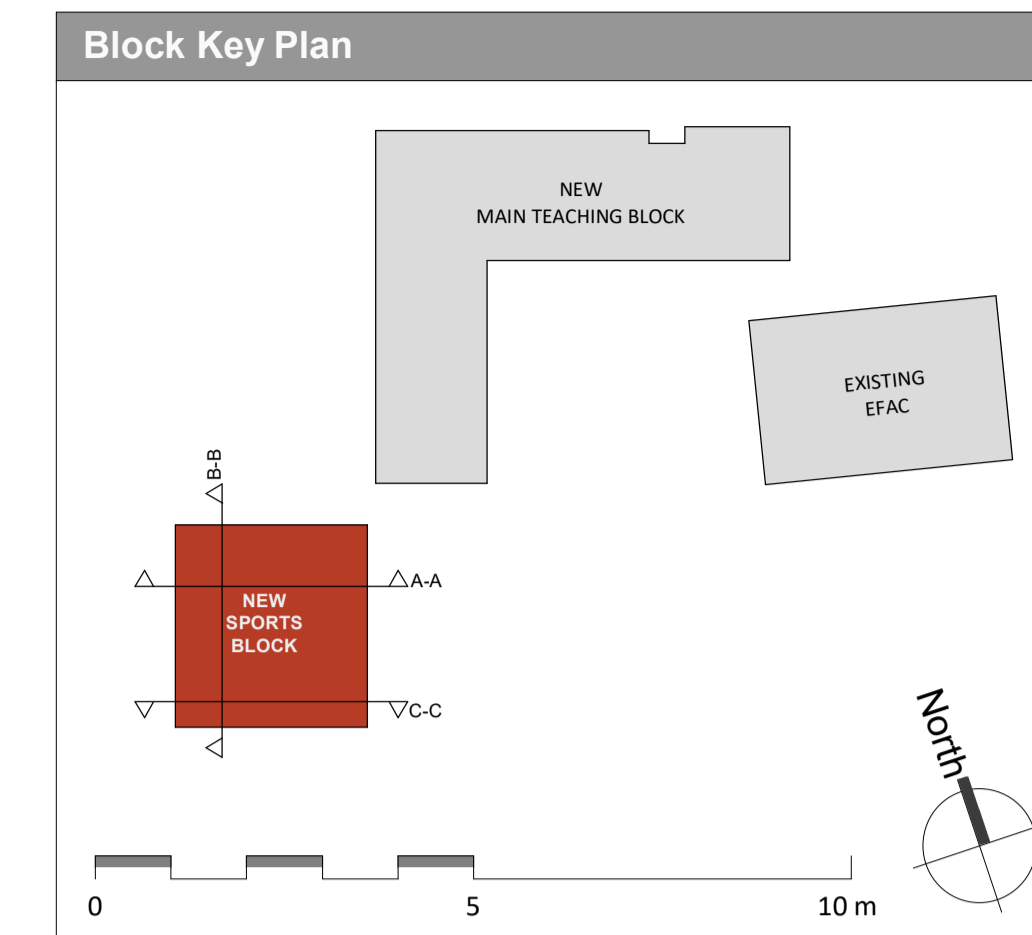 Block Key Plan
NEW
MAIN TEACHING BLOCK
EXISTING
EFAC
B-B
A-A
NEW
SPORTS
BLOCK
C-C
North
0
5
10 m